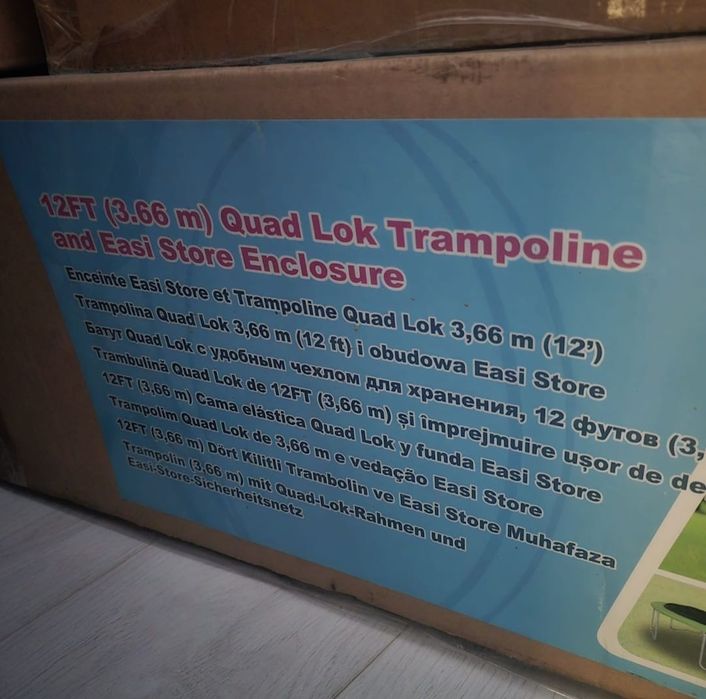 12FT (3.66 m) Quad Lok Trampoline
and Easi Store Enclosure
Enceinte Easi Store et Trampoline Quad Lok 3,66 m (12’)
Trampolina Quad Lok 3,66 m (12 ft) i obudowa Easi Store
Батут Quad Lok с удобным чехлом для хранения, 12 футов (3,
Trambulină Quad Lok de 12FT (3,66 m) și împrejmuire ușor de de
12FT (3,66 m) Cama elástica Quad Lok y funda Easi Store
Trampolim Quad Lok de 3,66 m e vedação Easi Store
12FT (3,66 m) Dört Kilitli Trambolin ve Easi Store Muhafaza
Trampolin (3,66 m) mit Quad-Lok-Rahmen und
Easi-Store-Sicherheitsnetz